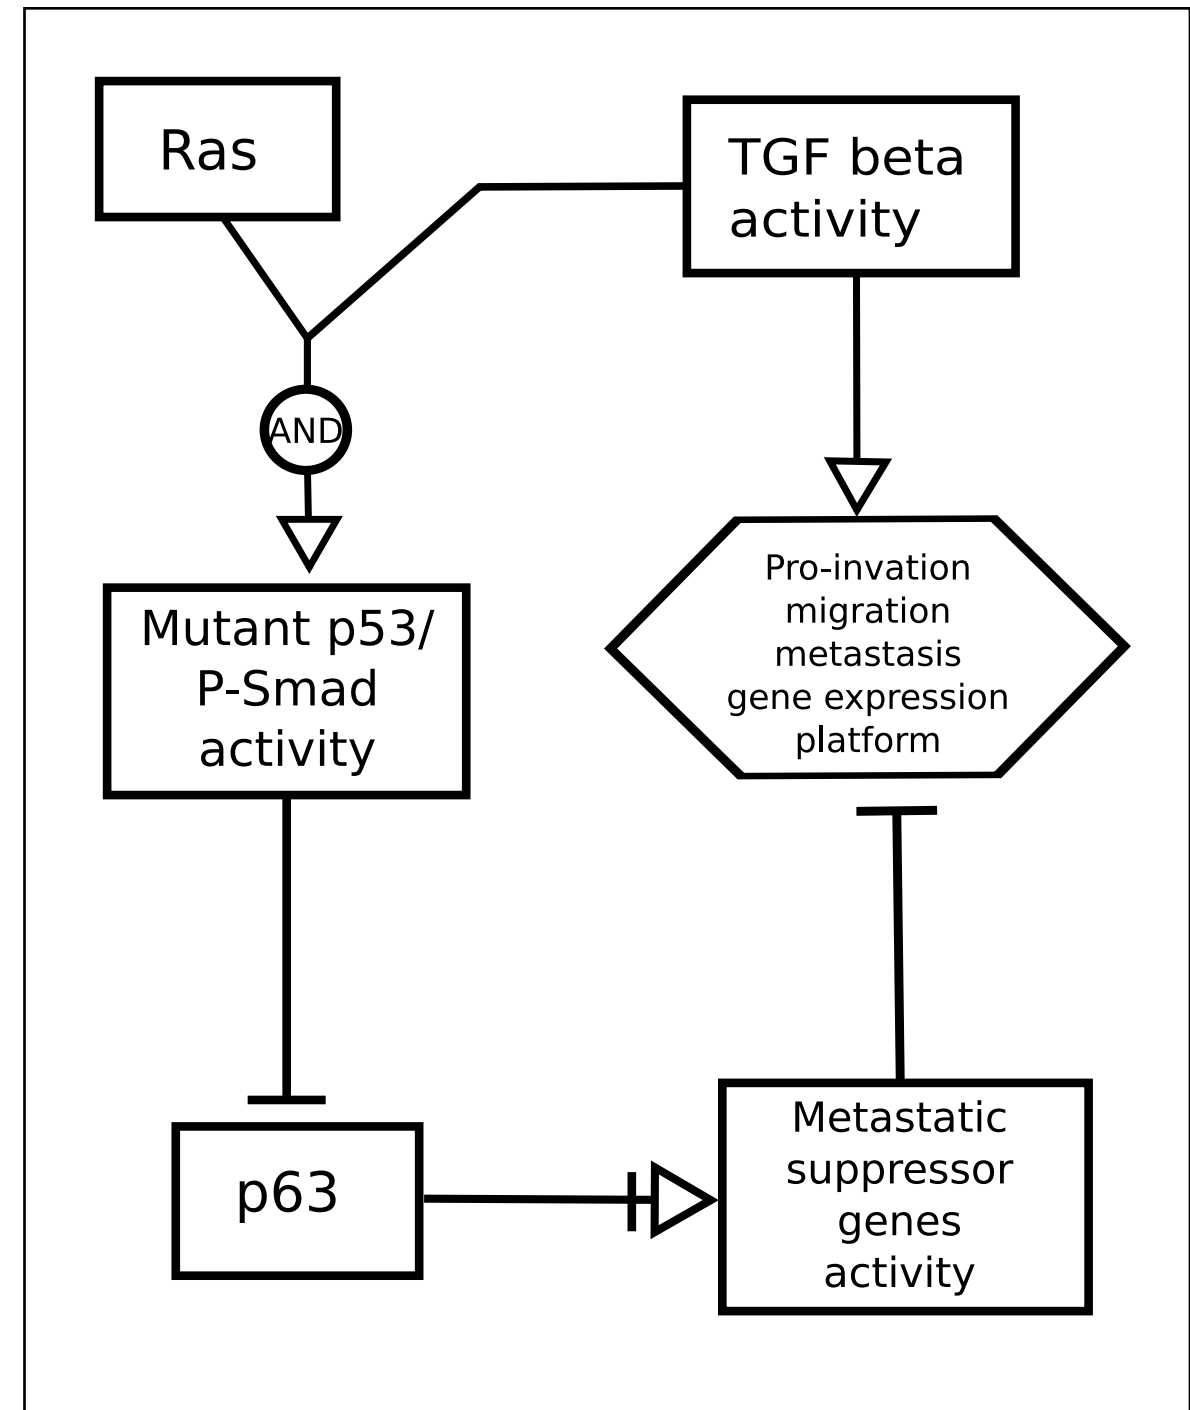 Ras
TGF beta
activity
AND
Mutant p53/
P-Smad
activity
Pro-invation
migration
metastasis
gene expression
platform
p63
Metastatic
suppressor
genes
activity